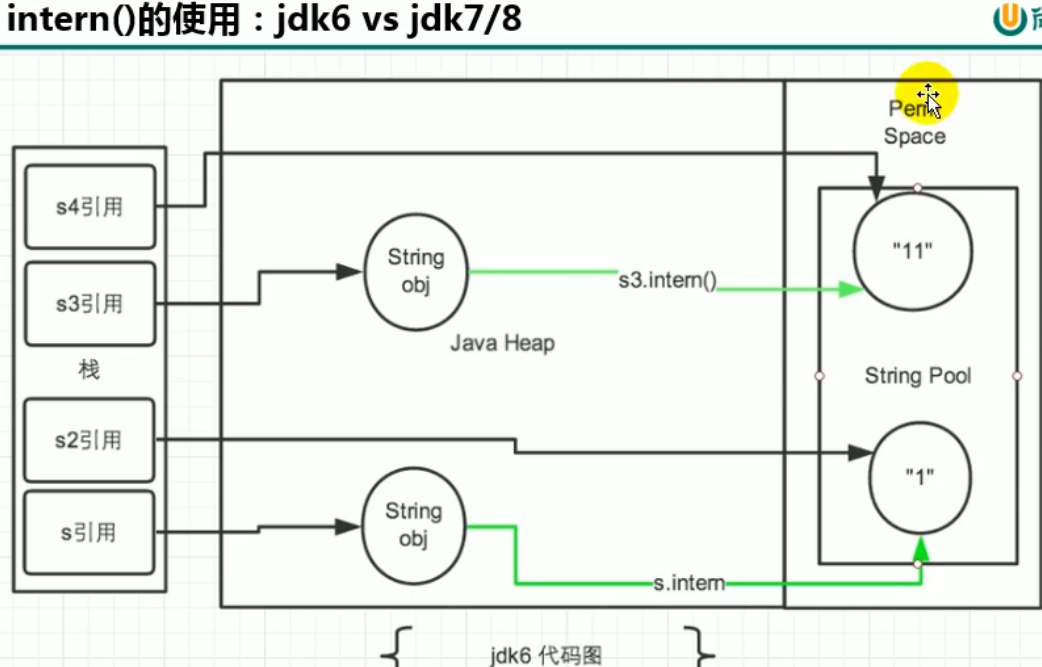 intern()的使用：jdk6 vs jdk7/8
Space
s4引用
"11"
String
obj
s3.intern()
s3引用
Java Heap
栈
String Pool
s2引用
"1"
String
obj
s引用
s.intern
jdk6 代码图